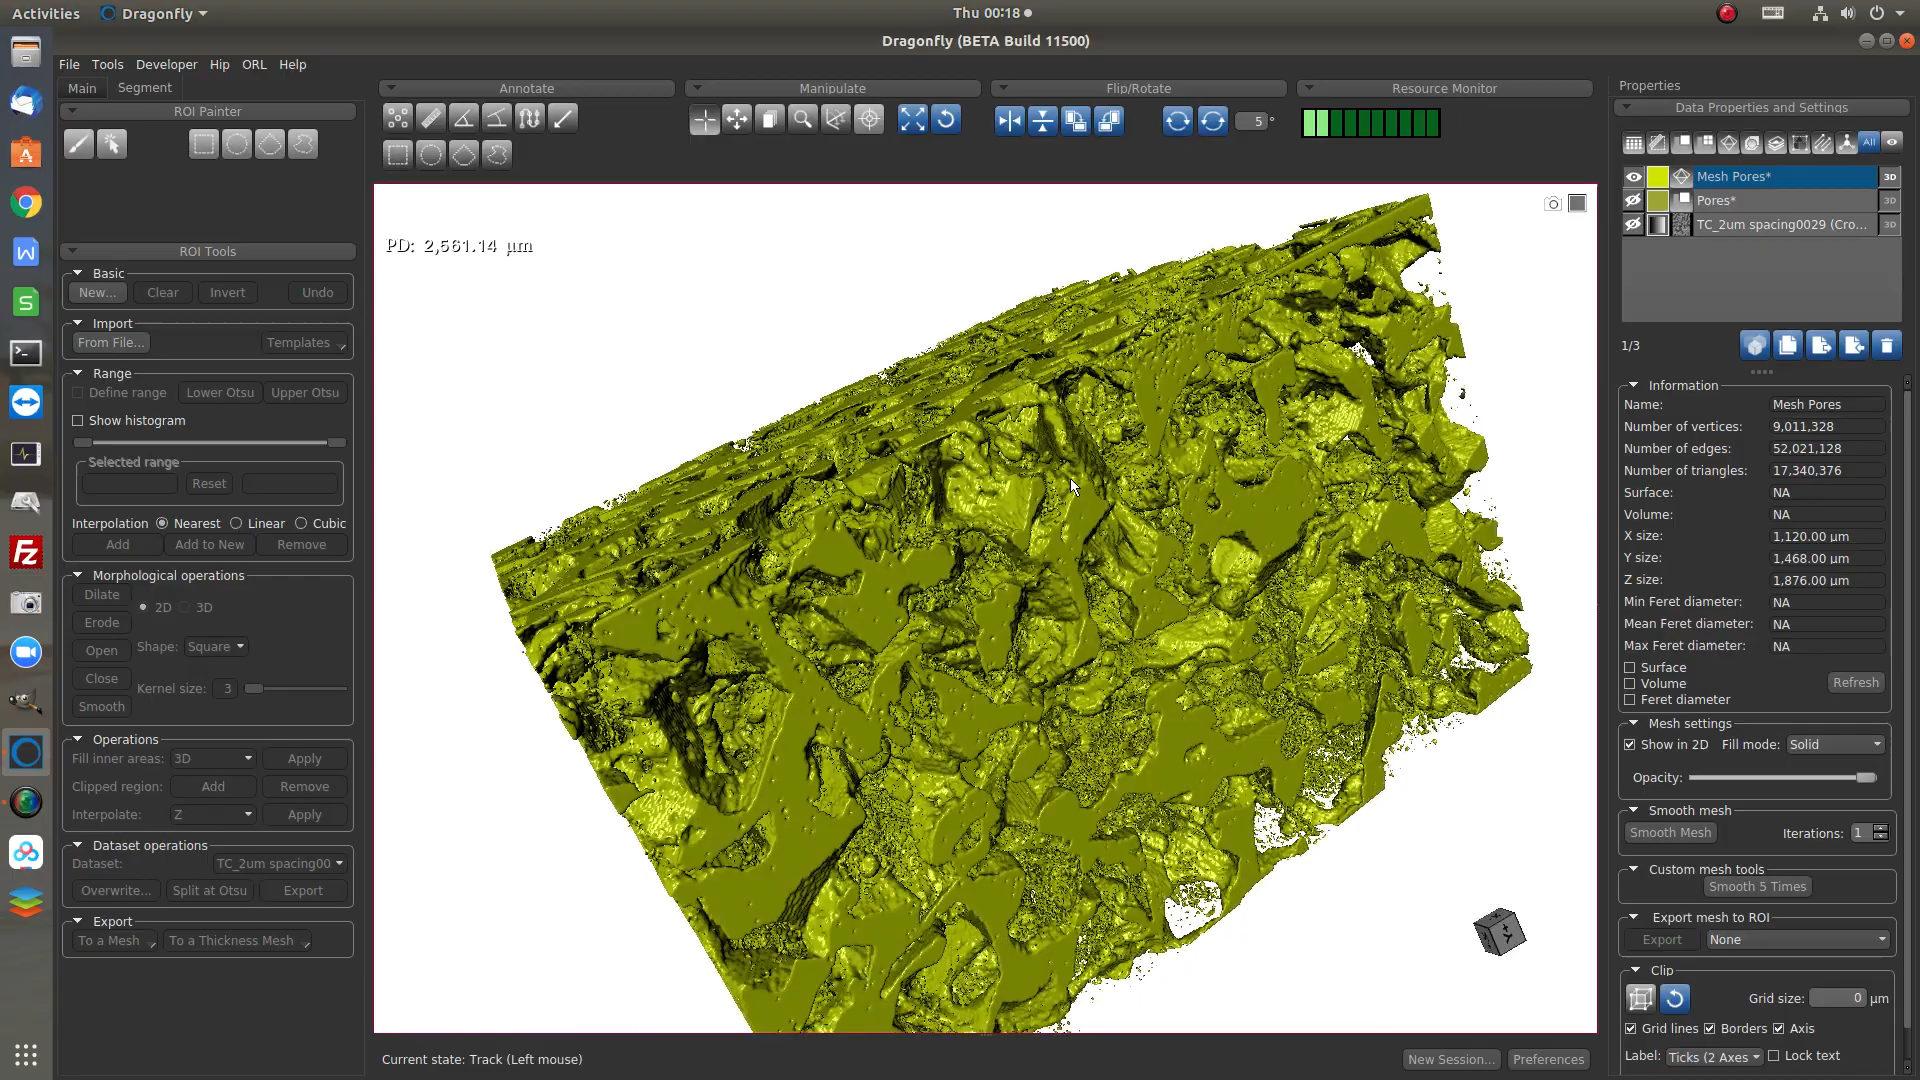 Activities Dragonfly Thu 00:18
Dragonfly (BETA Build 11500)
File Tools Developer Hip ORL Help
Main Segment
ROI Painter
ROI Tools
Basic
New... Clear Invert Undo
Import
From File... Templates
Range
Define range Lower Otsu Upper Otsu
Show histogram
Selected range
Reset
Interpolation Nearest Linear Cubic
Add Add to New Remove
Morphological operations
Dilate
2D 3D
Erode
Open Shape: Square
Close
Kernel size: 3
Smooth
Operations
Fill inner areas: 3D Apply
Clipped region: Add Remove
Interpolate: Z Apply
Dataset operations
Dataset: TC_2um spacing00
Overwrite... Split at Otsu Export
Export
To a Mesh To a Thickness Mesh
Annotate Manipulate Flip/Rotate Resource Monitor
5 °
PD: 2,561.14 µm
Current state: Track (Left mouse) New Session... Preferences
Properties
Data Properties and Settings
All
Mesh Pores* 3D
Pores* 3D
TC_2um spacing0029 (Cro... 3D
1/3
Information
Name: Mesh Pores
Number of vertices: 9,011,328
Number of edges: 52,021,128
Number of triangles: 17,340,376
Surface: NA
Volume: NA
X size: 1,120.00 µm
Y size: 1,468.00 µm
Z size: 1,876.00 µm
Min Feret diameter: NA
Mean Feret diameter: NA
Max Feret diameter: NA
Surface
Volume Refresh
Feret diameter
Mesh settings
Show in 2D Fill mode: Solid
Opacity:
Smooth mesh
Smooth Mesh Iterations: 1
Custom mesh tools
Smooth 5 Times
Export mesh to ROI
Export None
Clip
Grid size: 0 µm
Grid lines Borders Axis
Label: Ticks (2 Axes Lock text